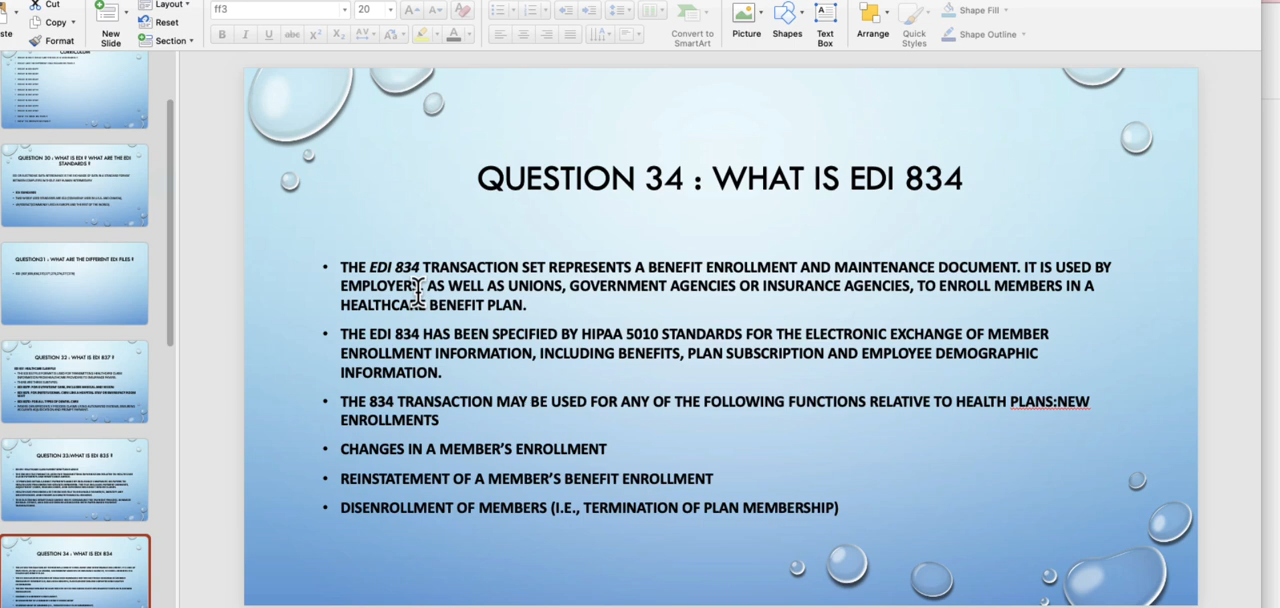 Cut
Copy
Format
New
Slide
Layout
Reset
Section
ff3
20
B I U abc X² X₂ AV
Convert to
SmartArt
Picture
Shapes
Text
Box
Arrange
Quick
Styles
Shape Fill
Shape Outline
QUESTION 30 : WHAT IS EDI ? WHAT ARE THE EDI
STANDARDS ?
QUESTION31 : WHAT ARE THE DIFFERENT EDI FILES ?
QUESTION 32 : WHAT IS EDI 837 ?
QUESTION 33:WHAT IS EDI 835 ?
QUESTION 34 : WHAT IS EDI 834
QUESTION 34 : WHAT IS EDI 834
• THE EDI 834 TRANSACTION SET REPRESENTS A BENEFIT ENROLLMENT AND MAINTENANCE DOCUMENT. IT IS USED BY
EMPLOYERS, AS WELL AS UNIONS, GOVERNMENT AGENCIES OR INSURANCE AGENCIES, TO ENROLL MEMBERS IN A
HEALTHCARE BENEFIT PLAN.
• THE EDI 834 HAS BEEN SPECIFIED BY HIPAA 5010 STANDARDS FOR THE ELECTRONIC EXCHANGE OF MEMBER
ENROLLMENT INFORMATION, INCLUDING BENEFITS, PLAN SUBSCRIPTION AND EMPLOYEE DEMOGRAPHIC
INFORMATION.
• THE 834 TRANSACTION MAY BE USED FOR ANY OF THE FOLLOWING FUNCTIONS RELATIVE TO HEALTH PLANS:NEW
ENROLLMENTS
• CHANGES IN A MEMBER’S ENROLLMENT
• REINSTATEMENT OF A MEMBER’S BENEFIT ENROLLMENT
• DISENROLLMENT OF MEMBERS (I.E., TERMINATION OF PLAN MEMBERSHIP)